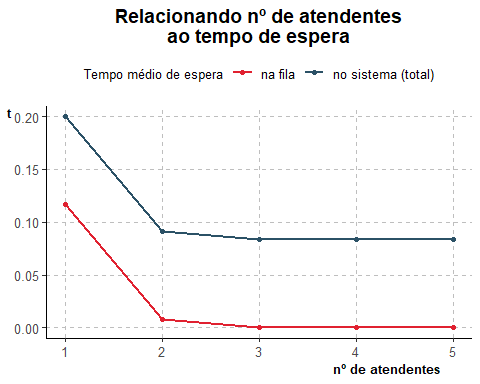 Relacionando nº de atendentes
ao tempo de espera
Tempo médio de espera na fila no sistema (total)
t
0.20
0.15
0.10
0.05
0.00
1 2 3 4 5
nº de atendentes